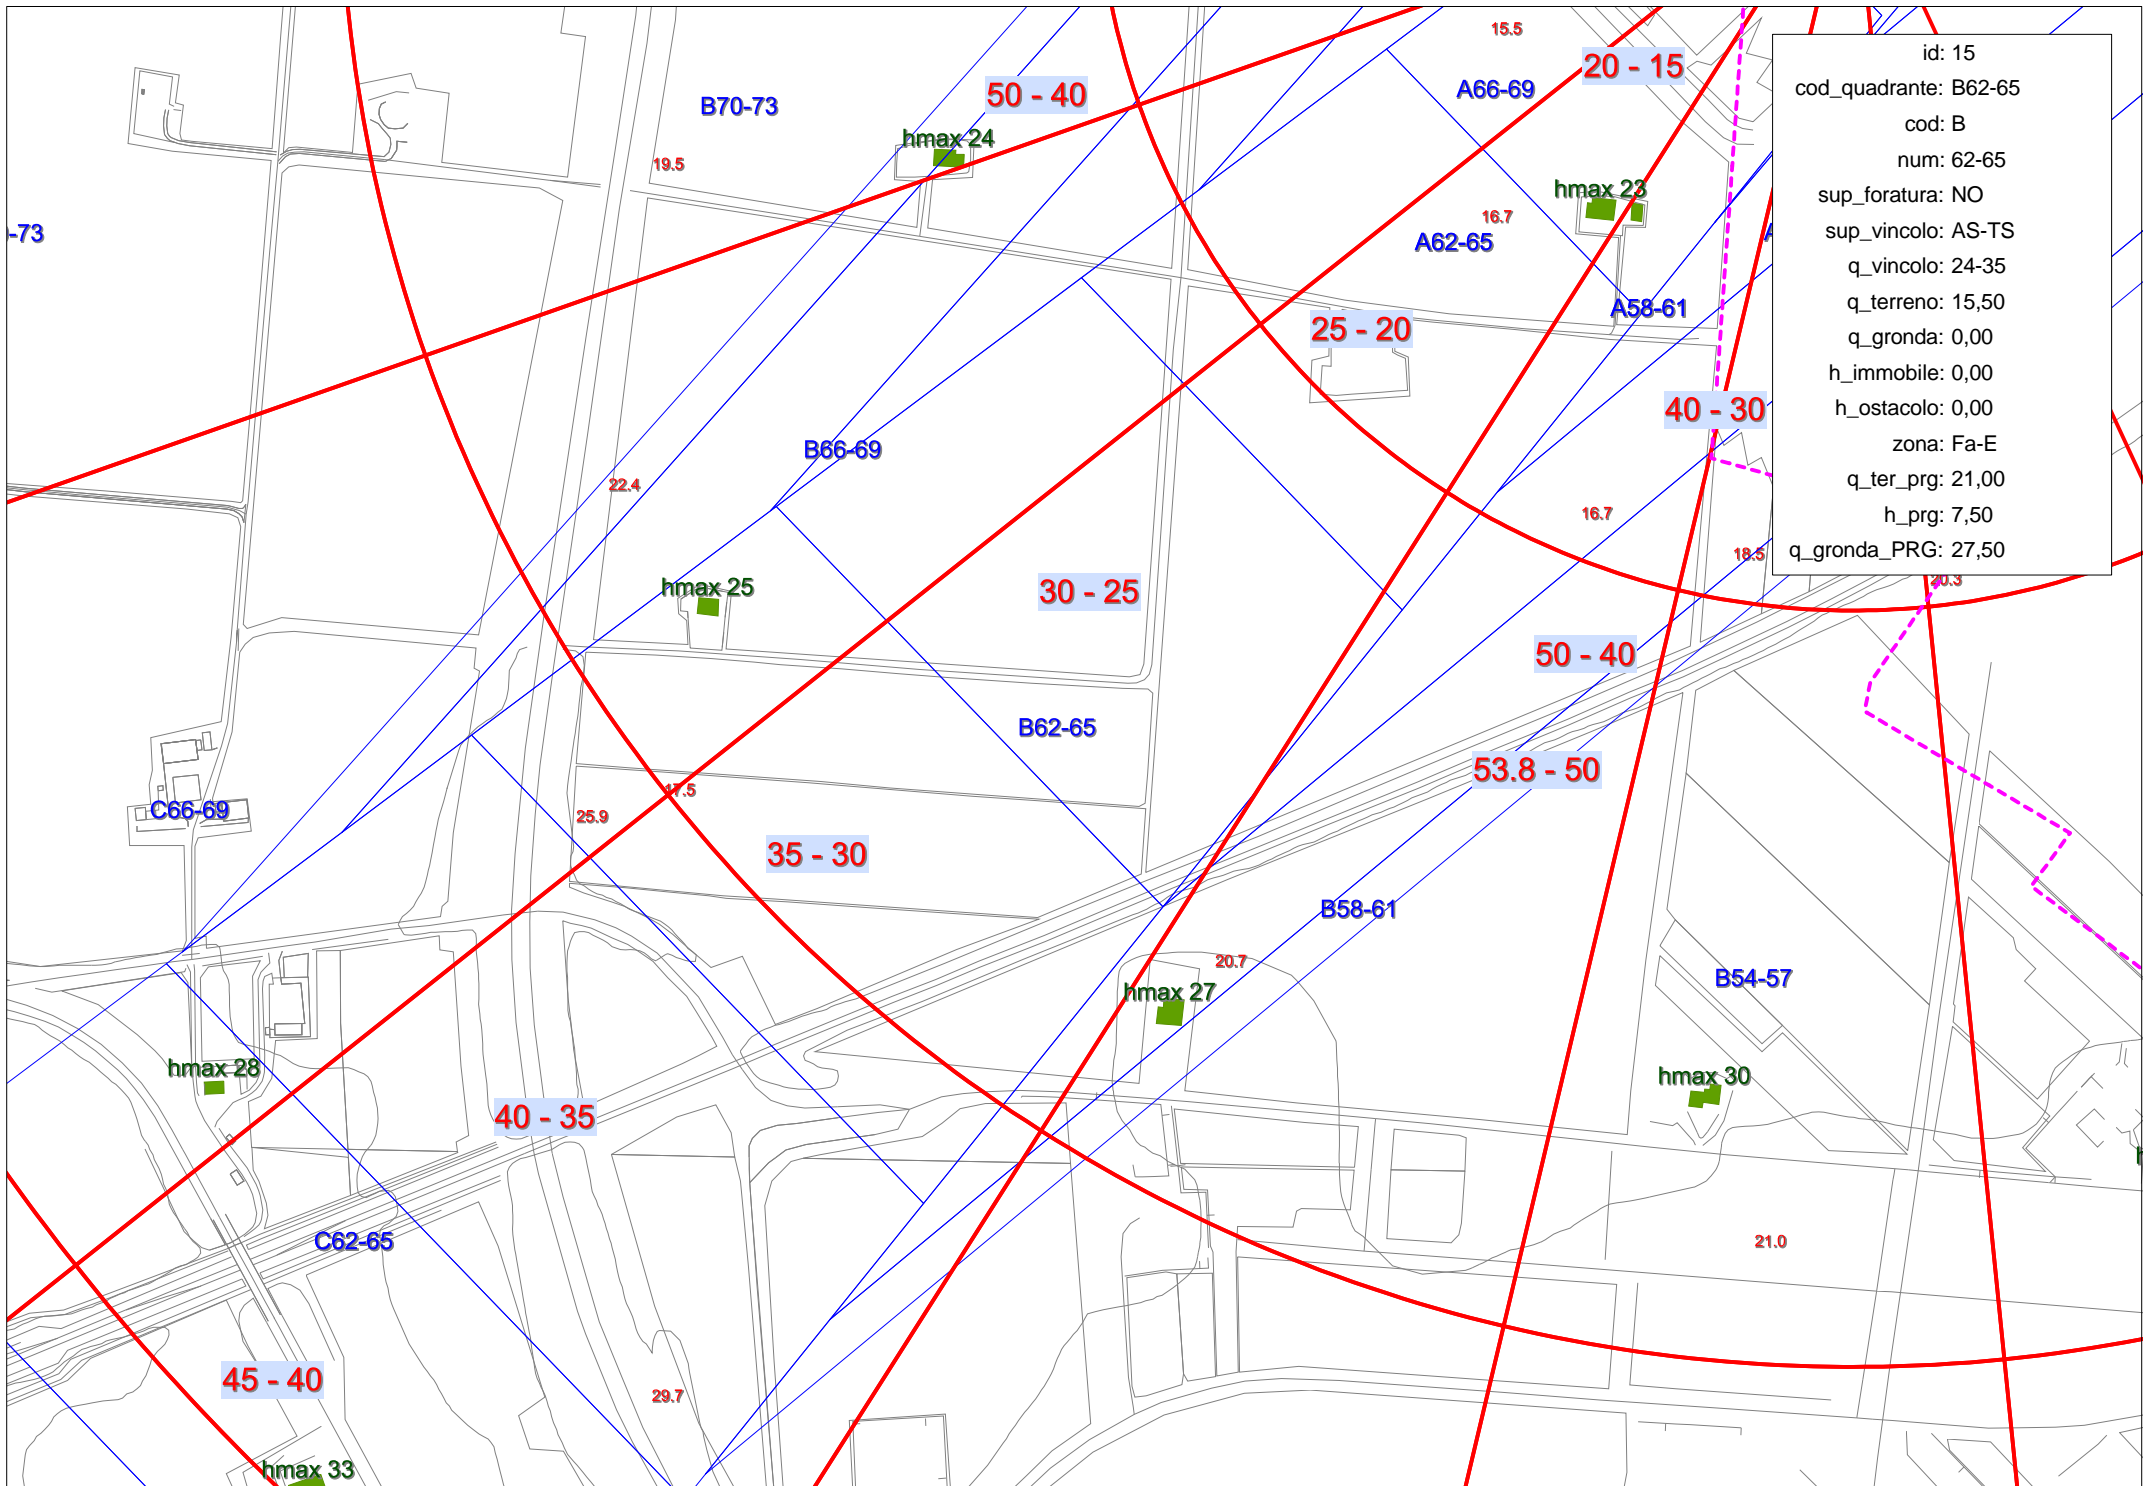 15.5
20 - 15
id: 15
A66-69
cod_quadrante: B62-65
50 - 40
B70-73
cod: B
hmax 24
num: 62-65
19.5
hmax 23
sup_foratura: NO
16.7
-73
sup_vincolo: AS-TS
A62-65
q_vincolo: 24-35
A58-61
q_terreno: 15,50
25 - 20
q_gronda: 0,00
h_immobile: 0,00
40 - 30
h_ostacolo: 0,00
B66-69
zona: Fa-E
22.4
q_ter_prg: 21,00
16.7
h_prg: 7,50
18.5
q_gronda_PRG: 27,50
20.3
hmax 25
30 - 25
50 - 40
B62-65
53.8 - 50
17.5
C66-69
25.9
35 - 30
B58-61
20.7
B54-57
hmax 27
hmax 28
hmax 30
40 - 35
C62-65
21.0
45 - 40
29.7
hmax 33